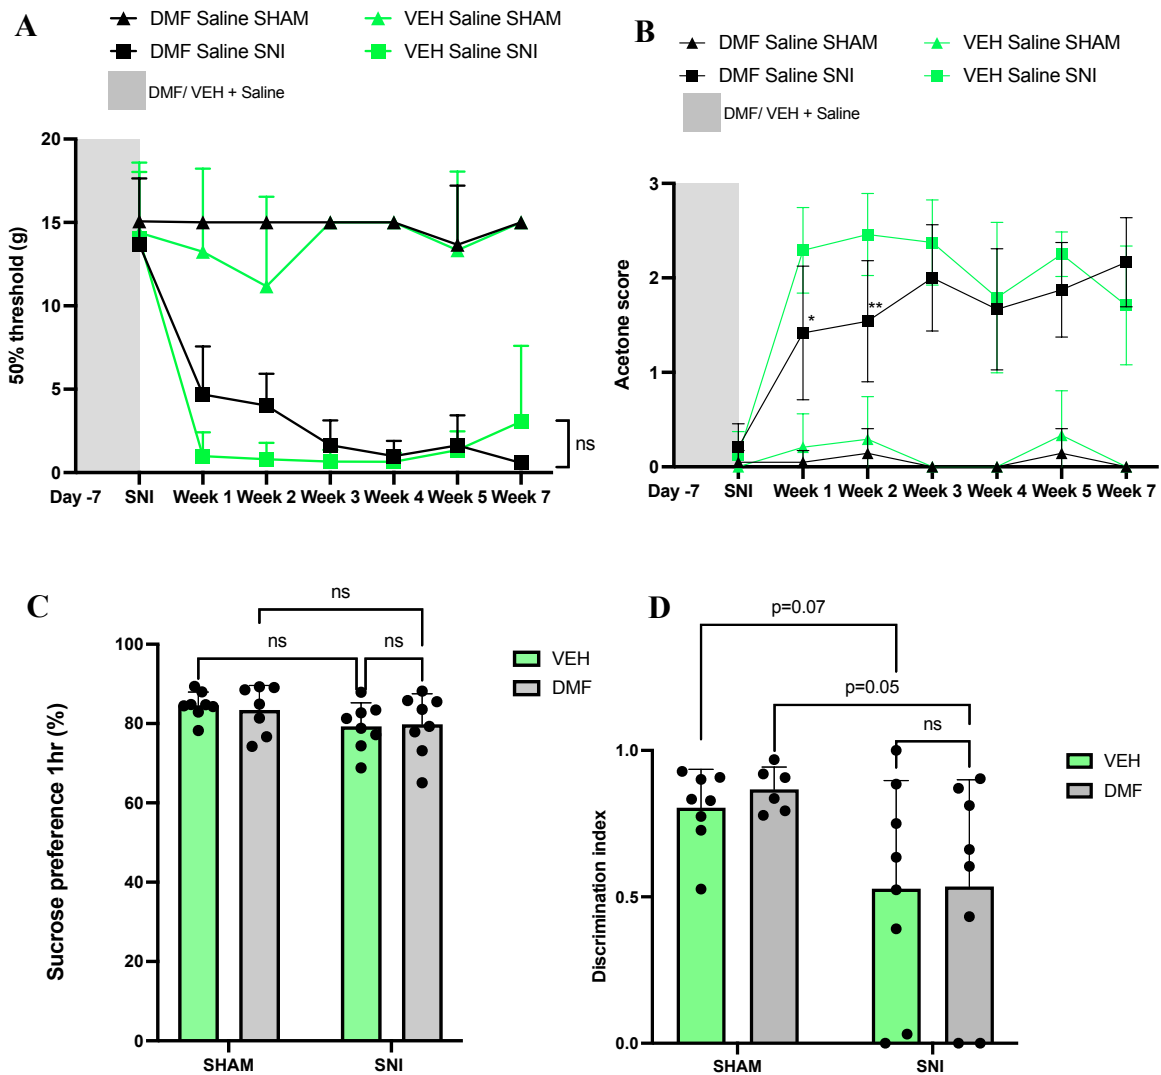 A
DMF Saline SHAM
VEH Saline SHAM
DMF Saline SNI
VEH Saline SNI
DMF/ VEH + Saline
20
15
10
5
0
50% threshold (g)
ns
Day -7 SNI Week 1 Week 2 Week 3 Week 4 Week 5 Week 7
B
DMF Saline SHAM
VEH Saline SHAM
DMF Saline SNI
VEH Saline SNI
DMF/ VEH + Saline
3
2
1
0
Acetone score
*
**
Day -7 SNI Week 1 Week 2 Week 3 Week 4 Week 5 Week 7
C
ns
ns
ns
VEH
DMF
100
80
60
40
20
0
Sucrose preference 1hr (%)
SHAM
SNI
D
p=0.07
p=0.05
ns
VEH
DMF
1.0
0.5
0.0
Discrimination index
SHAM
SNI